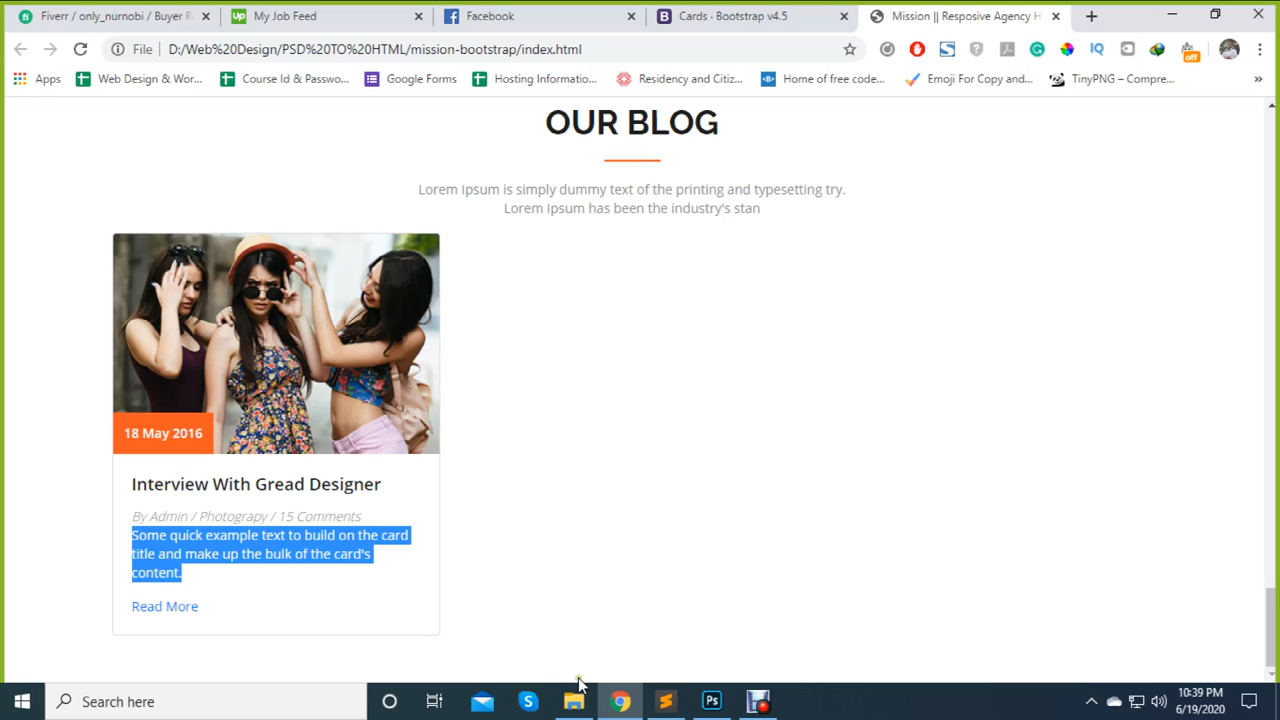 Fiverr / only_nurnobi / Buyer R
My Job Feed
Facebook
Cards · Bootstrap v4.5
Mission || Resposive Agency H
File
D:/Web%20Design/PSD%20TO%20HTML/mission-bootstrap/index.html
Apps
Web Design & Wor...
Course Id & Passwo...
Google Forms
Hosting Informatio...
Residency and Citiz...
Home of free code...
Emoji For Copy and...
TinyPNG – Compre...
off
OUR BLOG
Lorem Ipsum is simply dummy text of the printing and typesetting try.
Lorem Ipsum has been the industry's stan
18 May 2016
Interview With Gread Designer
By Admin / Photograpy / 15 Comments
Some quick example text to build on the card
title and make up the bulk of the card's
content.
Read More
Search here
10:39 PM
6/19/2020